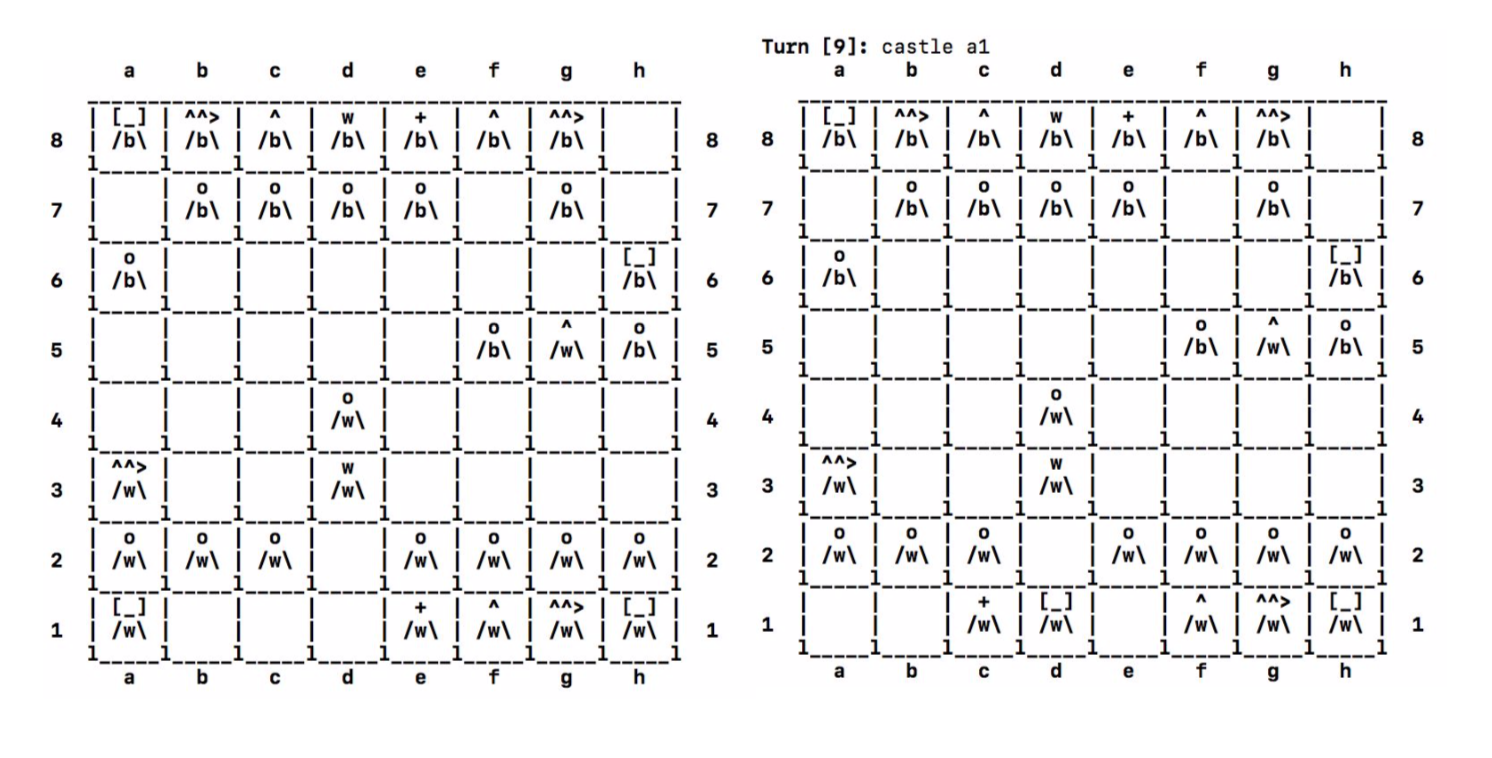 Turn [9]: castle a1
a b c d e f g h
[_] ^^> ^ w + ^ ^^>
8 /b\ /b\ /b\ /b\ /b\ /b\ /b\ 8
o o o o o
7 /b\ /b\ /b\ /b\ /b\ 7
o [_]
6 /b\ /b\ 6
o ^ o
5 /b\ /w\ /b\ 5
o
4 /w\ 4
^^> w
3 /w\ /w\ 3
o o o o o o o
2 /w\ /w\ /w\ /w\ /w\ /w\ /w\ 2
[_] + ^ ^^> [_]
1 /w\ /w\ /w\ /w\ /w\ 1
a b c d e f g h
a b c d e f g h
[_] ^^> ^ w + ^ ^^>
8 /b\ /b\ /b\ /b\ /b\ /b\ /b\ 8
o o o o o
7 /b\ /b\ /b\ /b\ /b\ 7
o [_]
6 /b\ /b\ 6
o ^ o
5 /b\ /w\ /b\ 5
o
4 /w\ 4
^^> w
3 /w\ /w\ 3
o o o o o o o
2 /w\ /w\ /w\ /w\ /w\ /w\ /w\ 2
+ [_] ^ ^^> [_]
1 /w\ /w\ /w\ /w\ /w\ 1
a b c d e f g h